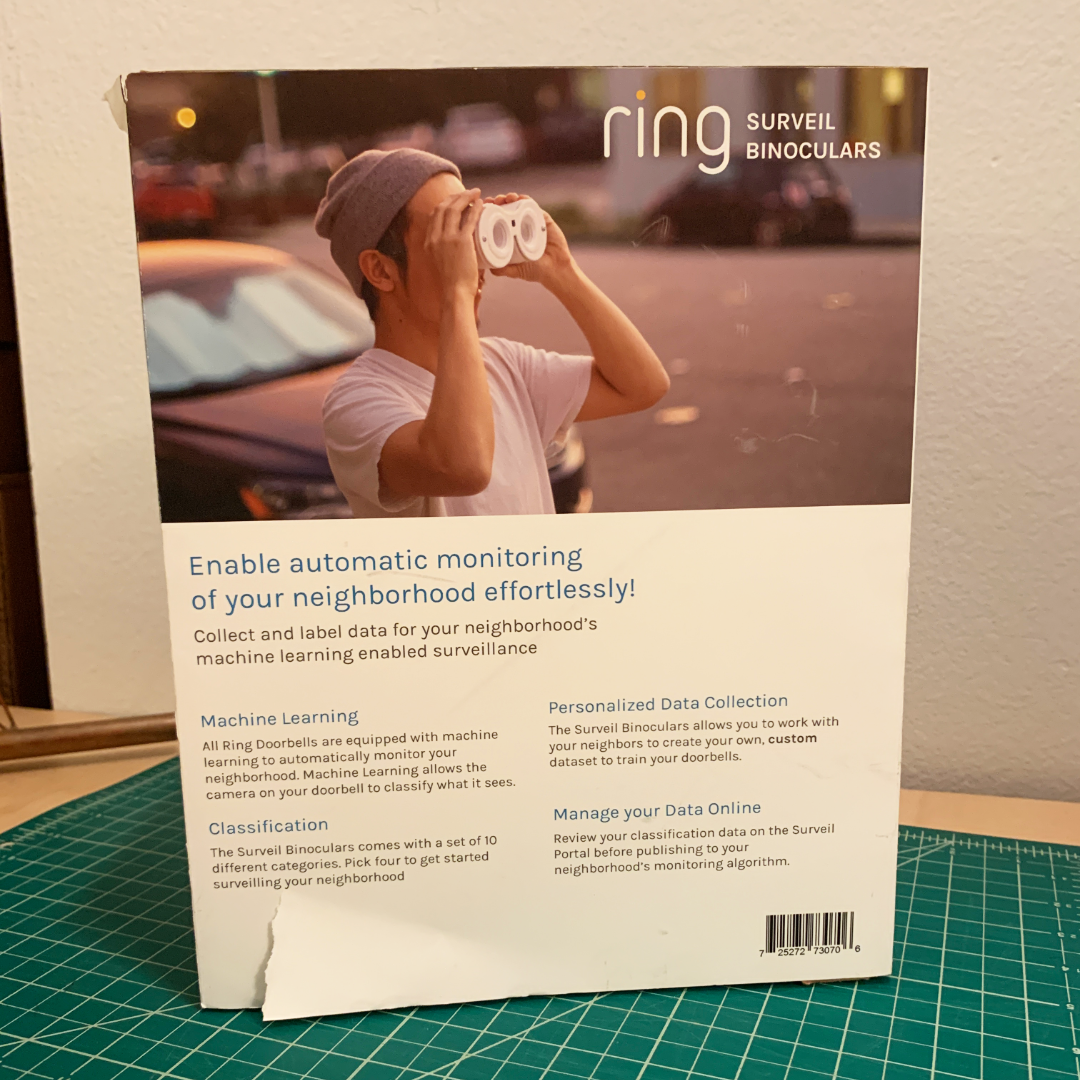 ring SURVEIL
BINOCULARS
Enable automatic monitoring
of your neighborhood effortlessly!
Collect and label data for your neighborhood's
machine learning enabled surveillance
Machine Learning
All Ring Doorbells are equipped with machine
learning to automatically monitor your
neighborhood. Machine Learning allows the
camera on your doorbell to classify what it sees.
Classification
The Surveil Binoculars comes with a set of 10
different categories. Pick four to get started
surveilling your neighborhood
Personalized Data Collection
The Surveil Binoculars allows you to work with
your neighbors to create your own, custom
dataset to train your doorbells.
Manage your Data Online
Review your classification data on the Surveil
Portal before publishing to your
neighborhood's monitoring algorithm.
7 25272 73070 6